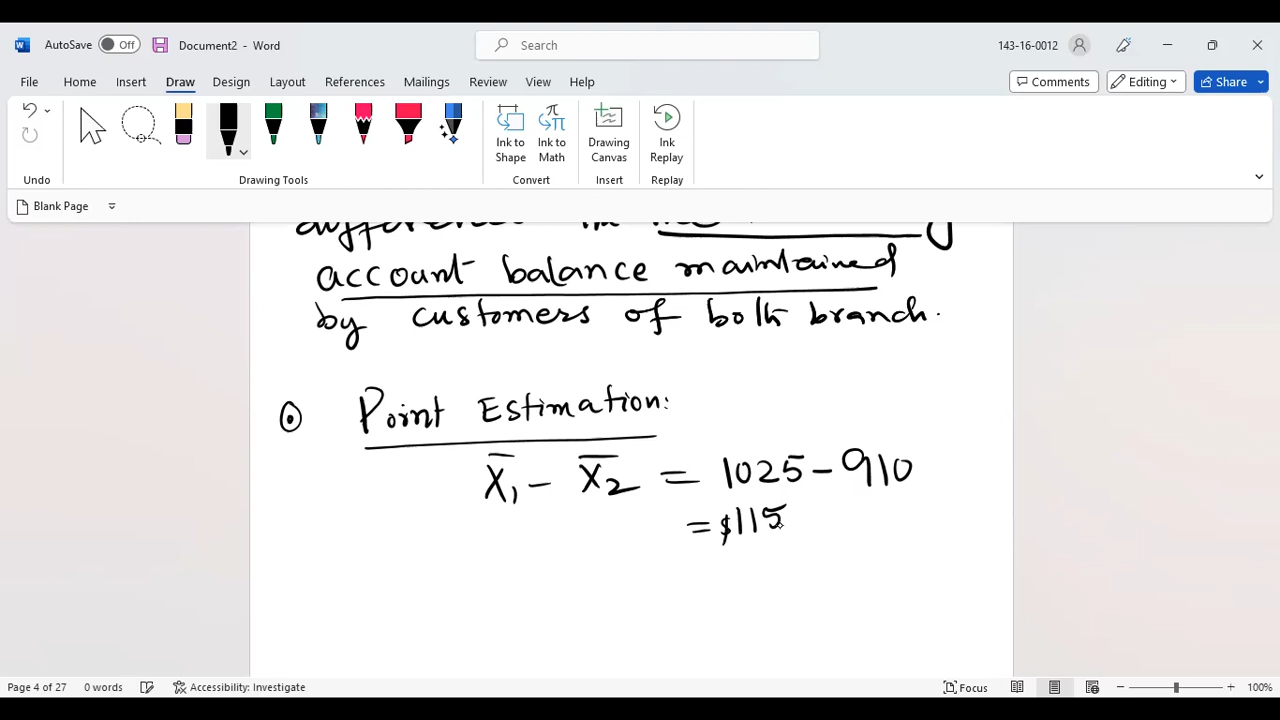 AutoSave Off Document2 - Word Search 143-16-0012
File Home Insert Draw Design Layout References Mailings Review View Help Comments Editing Share
Ink to Shape Ink to Math Drawing Canvas Ink Replay
Undo Drawing Tools Convert Insert Replay
Blank Page
difference in
account balance maintained
by customers of both branch.
Point Estimation:
X̄₁ - X̄₂ = 1025 - 910
= $115
Page 4 of 27 0 words Accessibility: Investigate Focus 100%